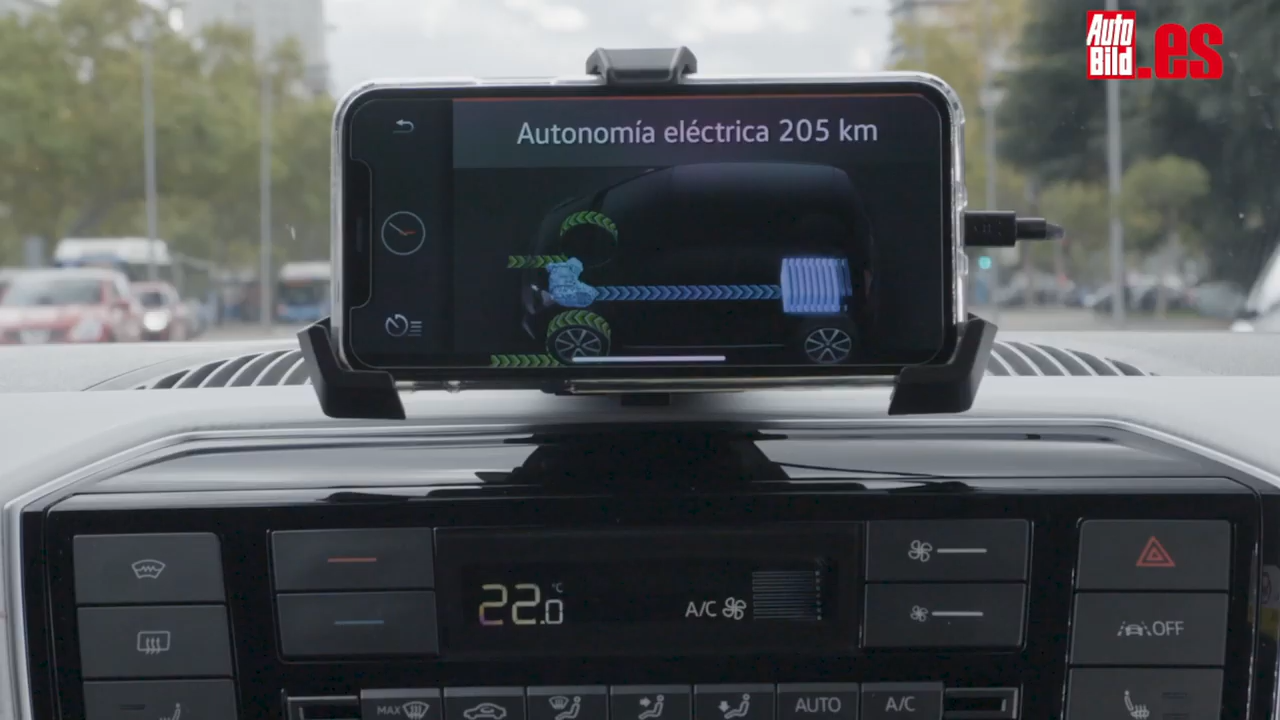 Auto
Bild
.es
Autonomía eléctrica 205 km
22.0 °C
A/C
OFF
MAX
AUTO
A/C